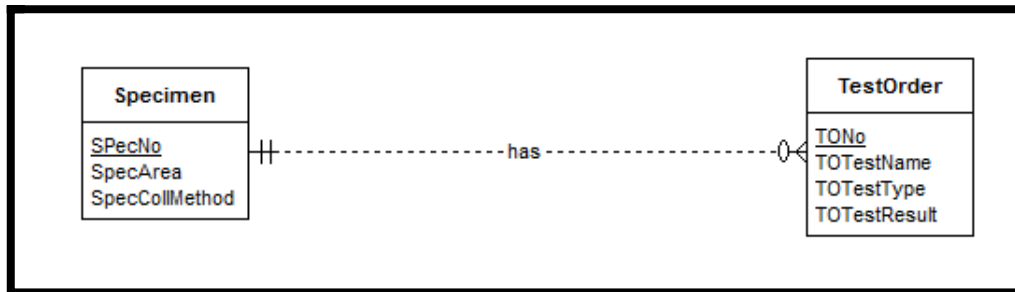 Specimen
SPecNo
SpecArea
SpecCollMethod
has
TestOrder
TONo
TOTestName
TOTestType
TOTestResult